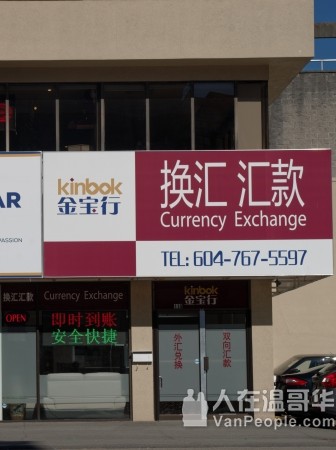 AR
PASSION
kinbok
金宝行
换汇 汇款
Currency Exchange
TEL: 604-767-5597
换汇汇款 Currency Exchange
OPEN
即时到账
安全快捷
kinbok
金宝行
外汇兑换
双向汇款
人在温哥华
VanPeople.com